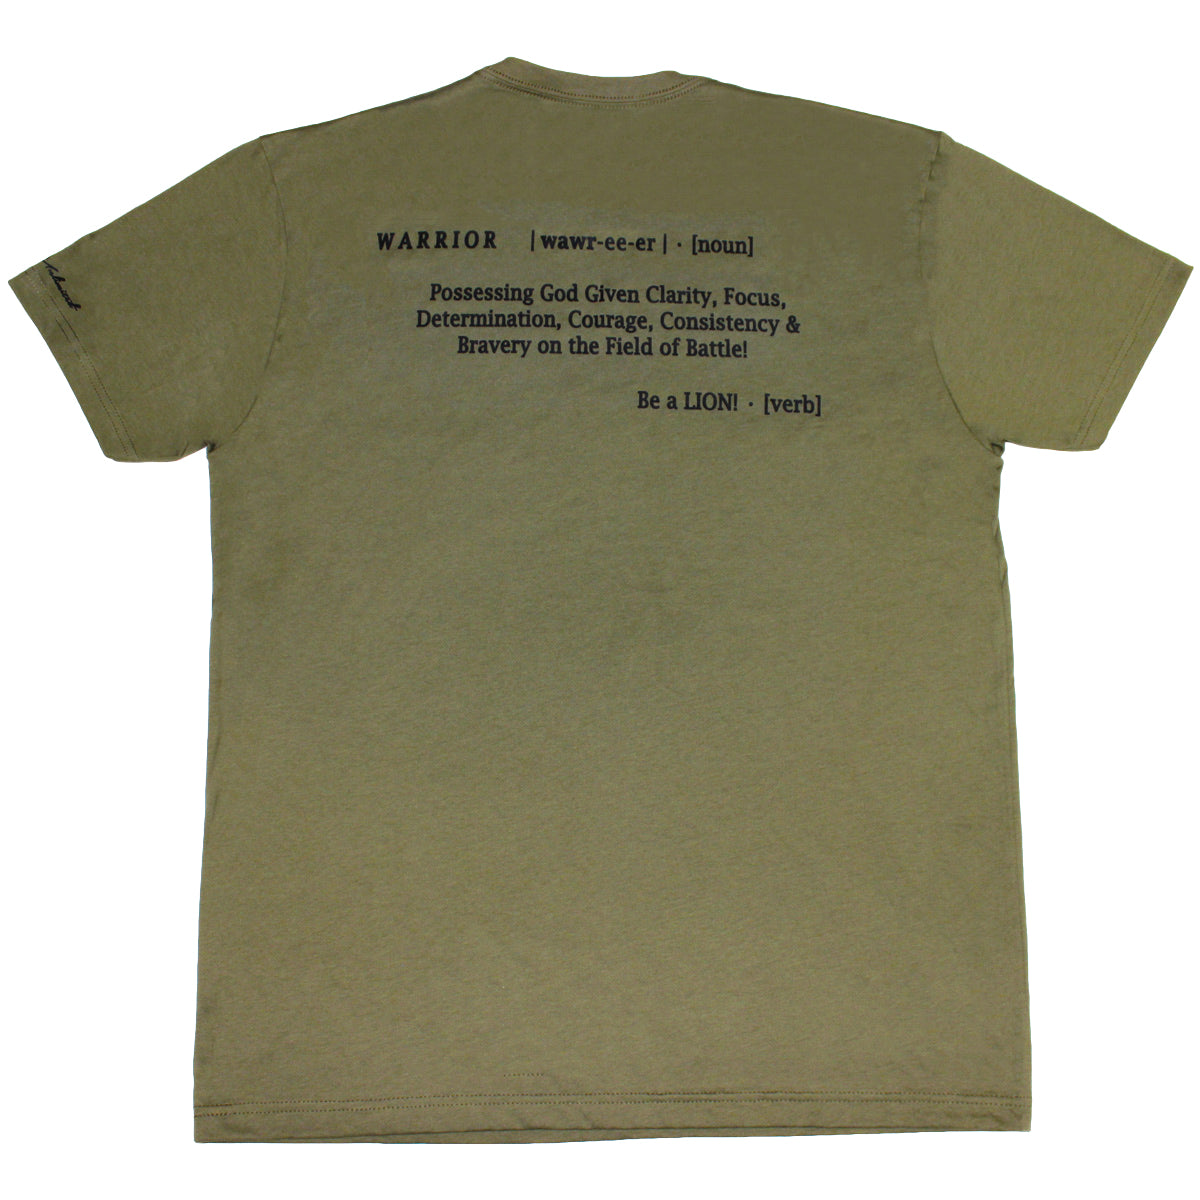 WARRIOR | wawr-ee-er | · [noun]
Possessing God Given Clarity, Focus,
Determination, Courage, Consistency &
Bravery on the Field of Battle!
Be a LION! · [verb]